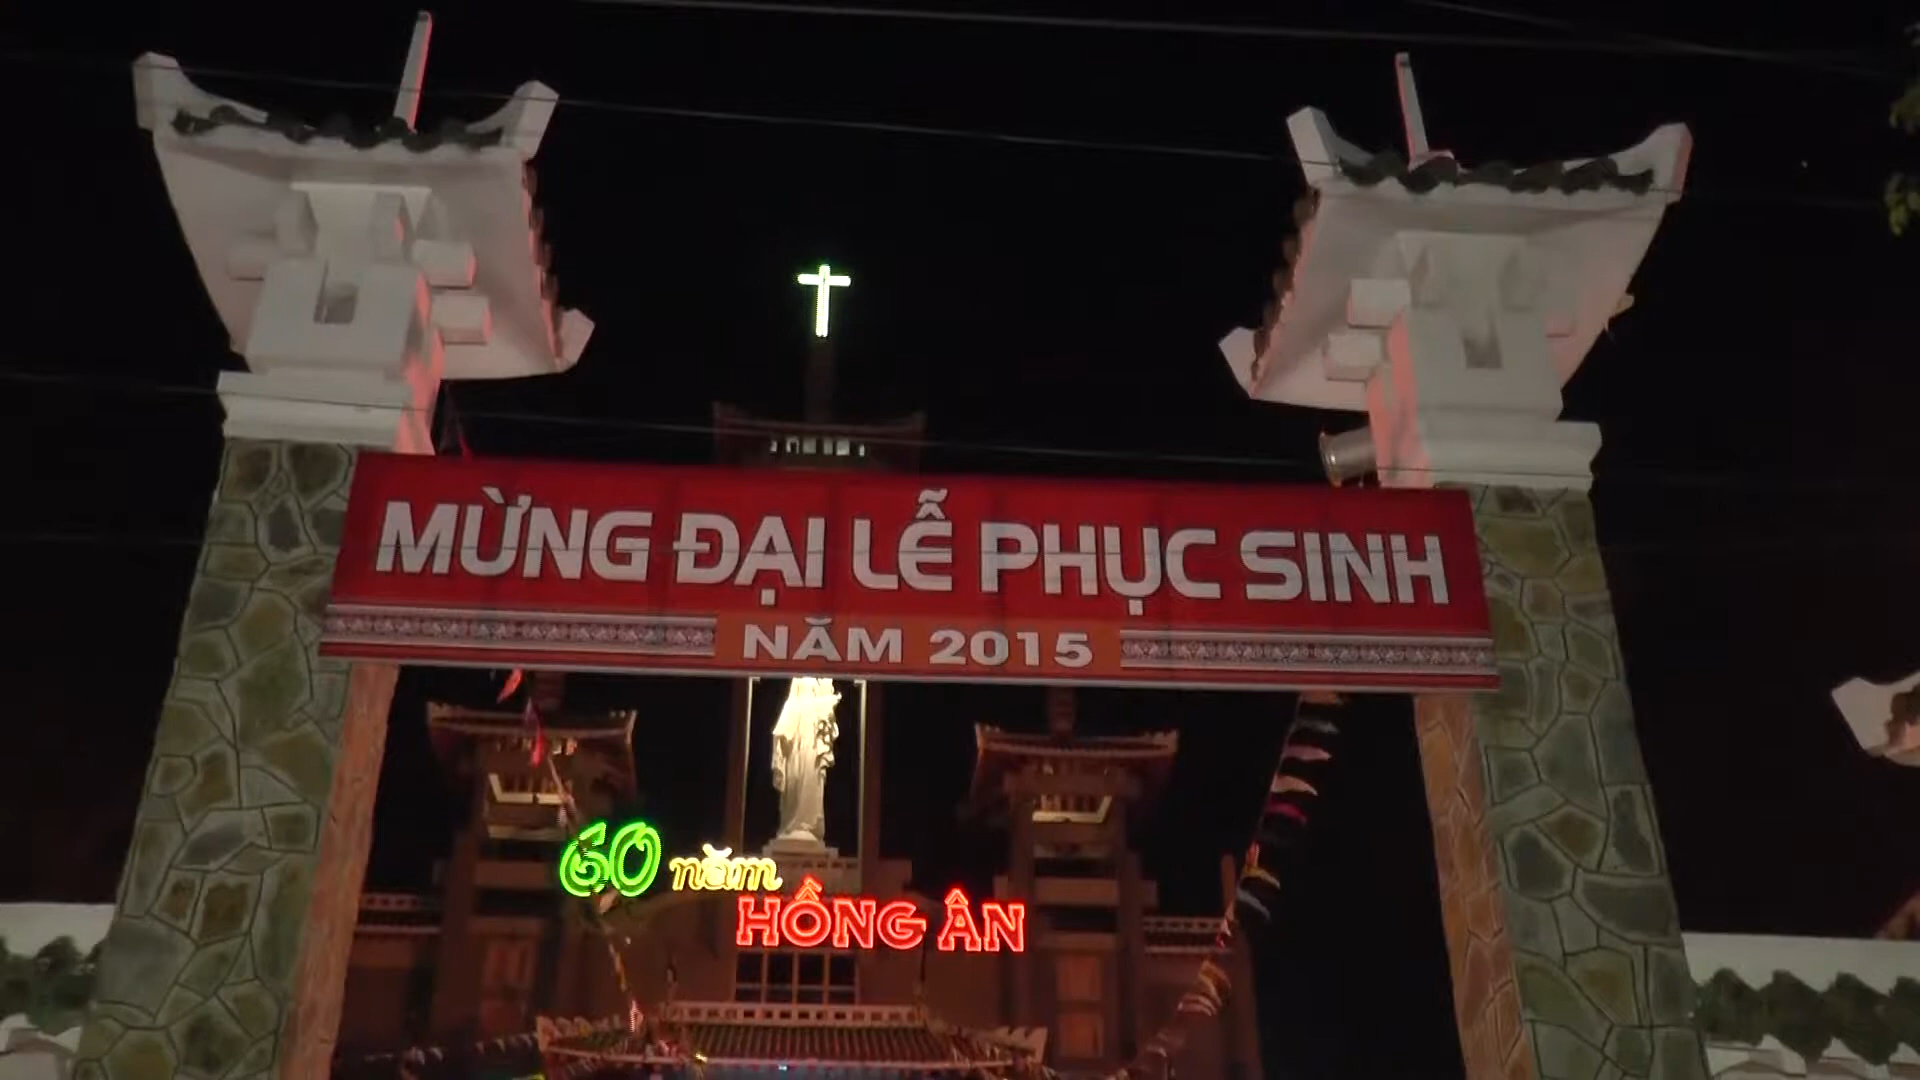 MỪNG ĐẠI LỄ PHỤC SINH
NĂM 2015
60 năm
HỒNG ÂN